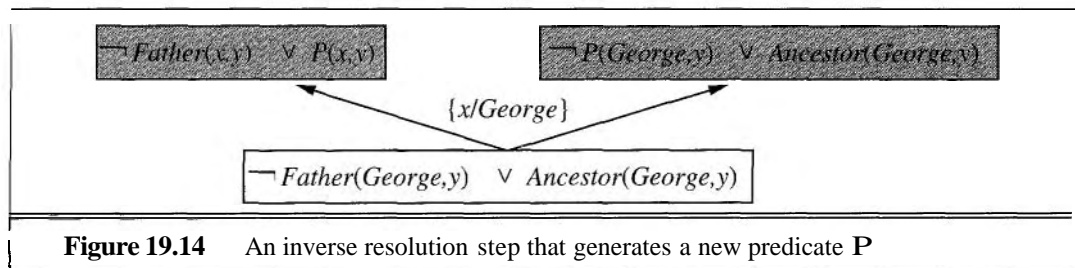 ¬ Father(x,y) ∨ P(x,y) ¬ P(George,y) ∨ Ancestor(George,y)
{x/George}
¬ Father(George,y) ∨ Ancestor(George,y)
Figure 19.14 An inverse resolution step that generates a new predicate P